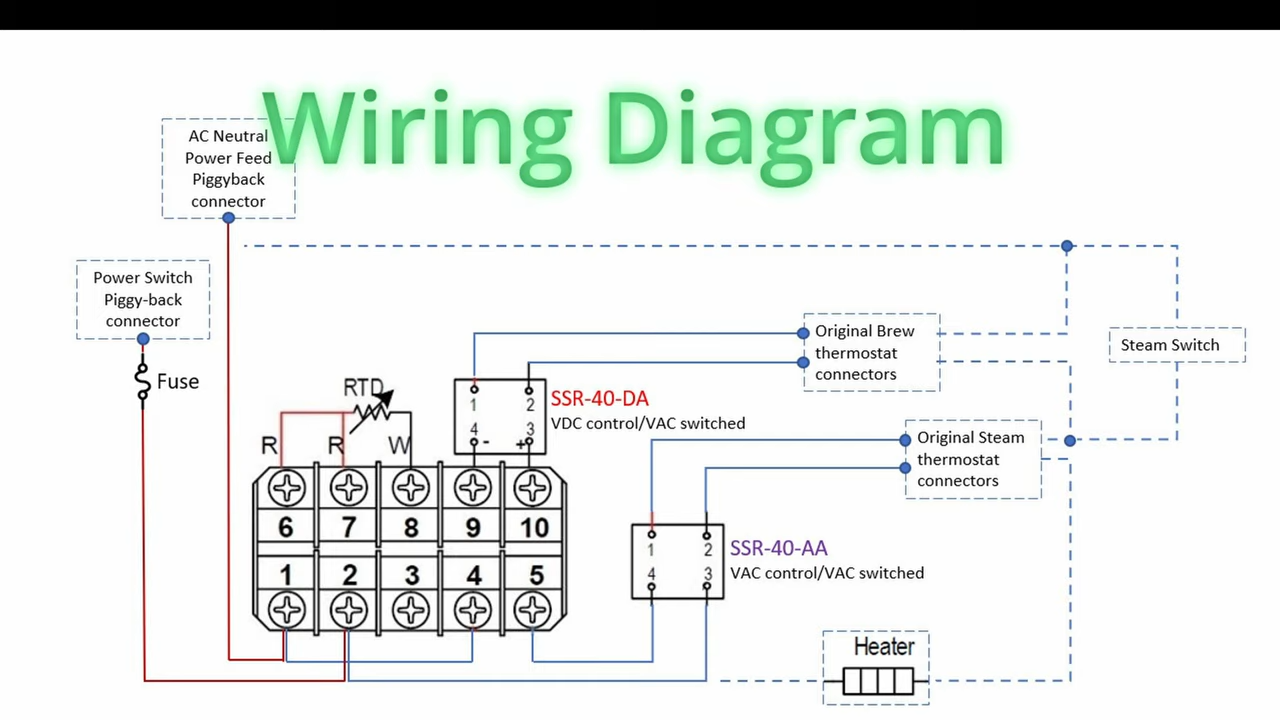 Wiring Diagram
AC Neutral
Power Feed
Piggyback
connector
Power Switch
Piggy-back
connector
Fuse
RTD
R
R
W
1
2
4
-
+
3
SSR-40-DA
VDC control/VAC switched
Original Brew
thermostat
connectors
Steam Switch
Original Steam
thermostat
connectors
6
7
8
9
10
1
2
3
4
5
1
2
4
3
SSR-40-AA
VAC control/VAC switched
Heater